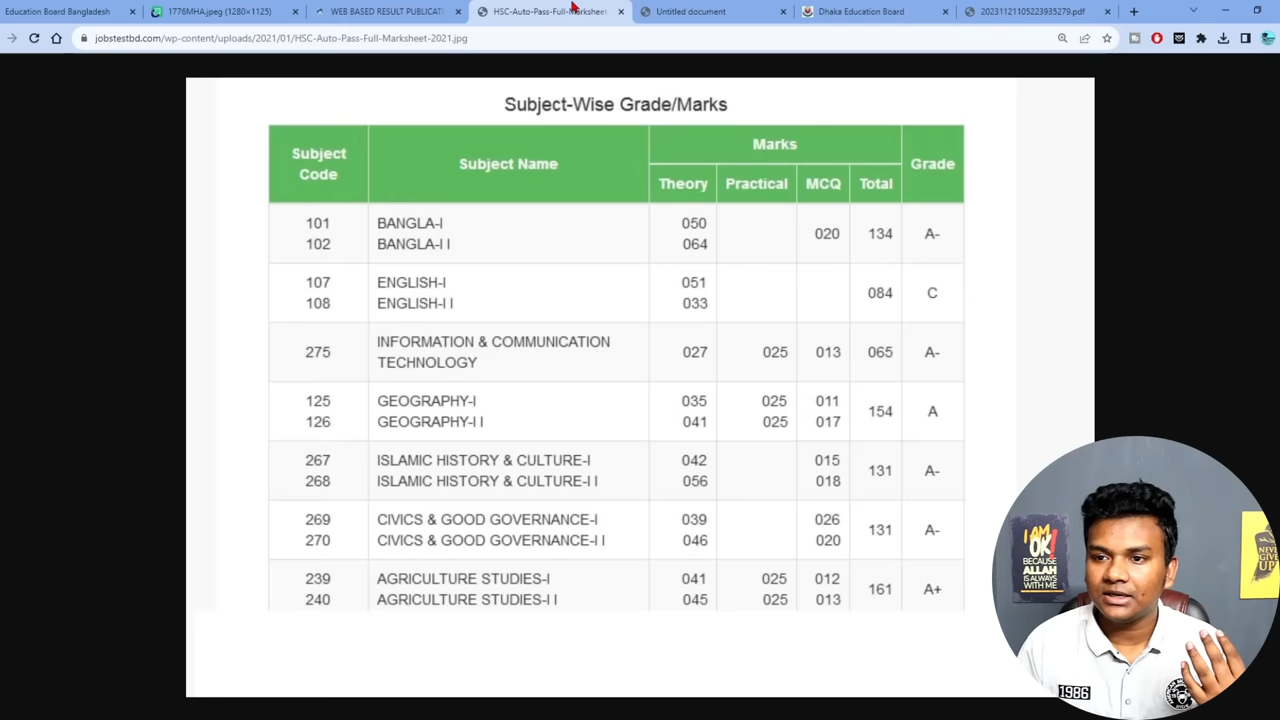 Education Board Bangladesh
1776MHA.jpeg (1280×1125)
WEB BASED RESULT PUBLICATI
HSC-Auto-Pass-Full-Marksheet
Untitled document
Dhaka Education Board
20231121105223935279.pdf
jobstestbd.com/wp-content/uploads/2021/01/HSC-Auto-Pass-Full-Marksheet-2021.jpg
Subject-Wise Grade/Marks
Subject Code Subject Name Marks Grade
Theory Practical MCQ Total
101 BANGLA-I 050
020 134 A-
102 BANGLA-I I 064
107 ENGLISH-I 051
084 C
108 ENGLISH-I I 033
INFORMATION & COMMUNICATION
275 027 025 013 065 A-
TECHNOLOGY
125 GEOGRAPHY-I 035 025 011
154 A
126 GEOGRAPHY-I I 041 025 017
267 ISLAMIC HISTORY & CULTURE-I 042 015
131 A-
268 ISLAMIC HISTORY & CULTURE-I I 056 018
269 CIVICS & GOOD GOVERNANCE-I 039 026
131 A-
270 CIVICS & GOOD GOVERNANCE-I I 046 020
239 AGRICULTURE STUDIES-I 041 025 012
161 A+
240 AGRICULTURE STUDIES-I I 045 025 013
I AM
OK!
BECAUSE
ALLAH
IS ALWAYS
WITH ME
NEVER
GIVE
UP
1986